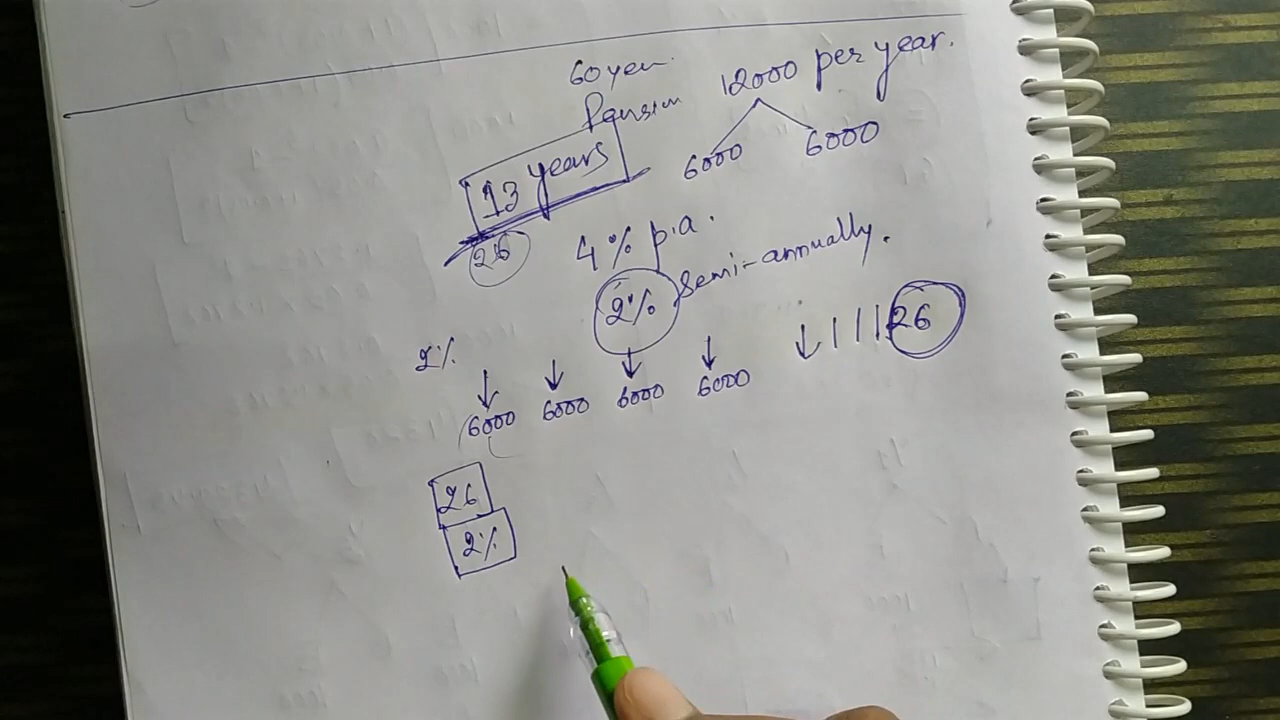 60 year
Pension
12000 per year.
6000 6000
13 years
26
4% p.a.
2% semi-annually.
2%
26
6000 6000 6000 6000
26
2%